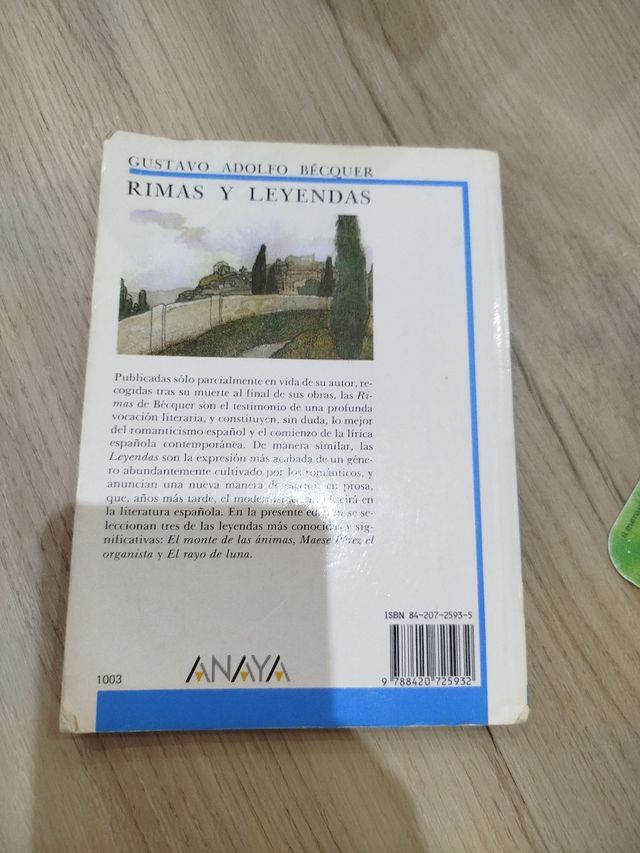 GUSTAVO ADOLFO BÉCQUER
RIMAS Y LEYENDAS
Publicadas sólo parcialmente en vida de su autor, re-
cogidas tras su muerte al final de sus obras, las Ri-
mas de Bécquer son el testimonio de una profunda
vocación literaria, y constituyen, sin duda, lo mejor
del romanticismo español y el comienzo de la lírica
española contemporánea. De manera similar, las
Leyendas son la expresión más acabada de un géne-
ro abundantemente cultivado por los románticos, y
anuncian una nueva manera de en prosa,
que, años más tarde, el en
la literatura española. En la presente se se-
leccionan tres de las leyendas más conocidas y sig-
nificativas: El monte de las ánimas, Maese Pérez el
organista y El rayo de luna.
ISBN 84-207-2593-5
9 788420 725932
1003
ANAYA